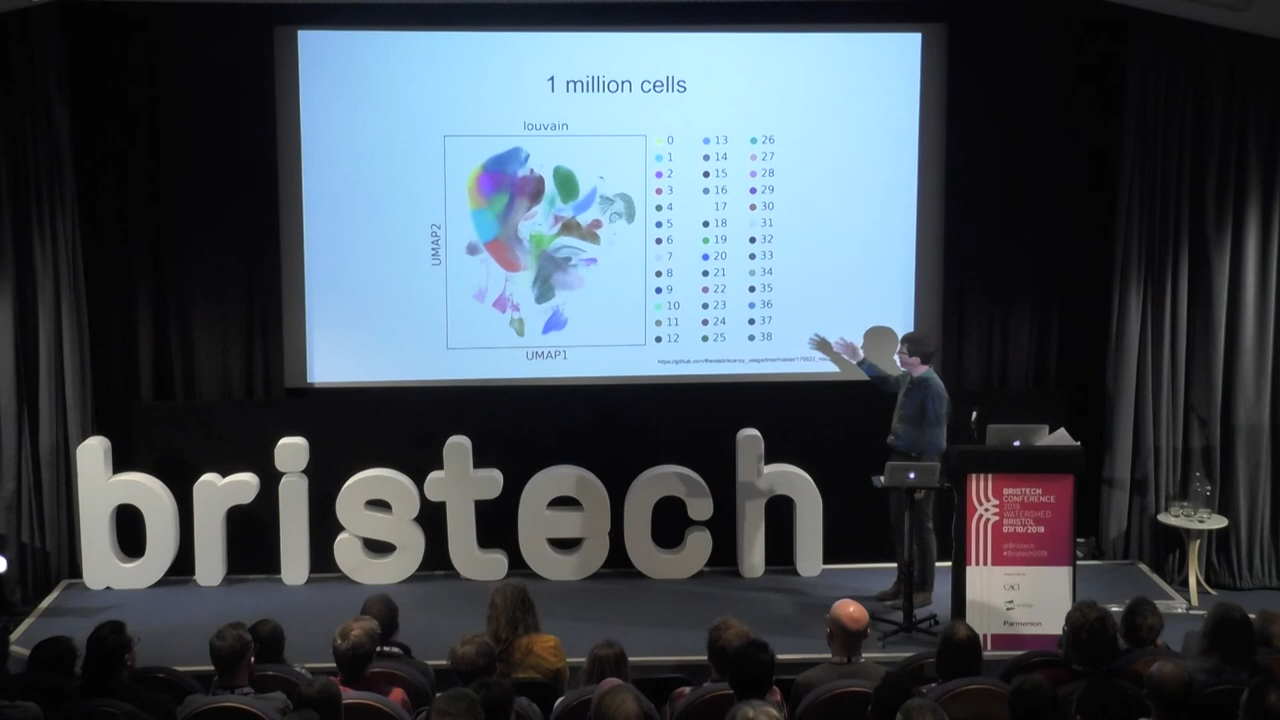 1 million cells
louvain
UMAP2
UMAP1
0 13 26
1 14 27
2 15 28
3 16 29
4 17 30
5 18 31
6 19 32
7 20 33
8 21 34
9 22 35
10 23 36
11 24 37
12 25 38
bristech
BRISTECH
CONFERENCE
2019
WATERSHED
BRISTOL
07/10/2019
@Bristech
#Bristech2019
CACI
Parmenion